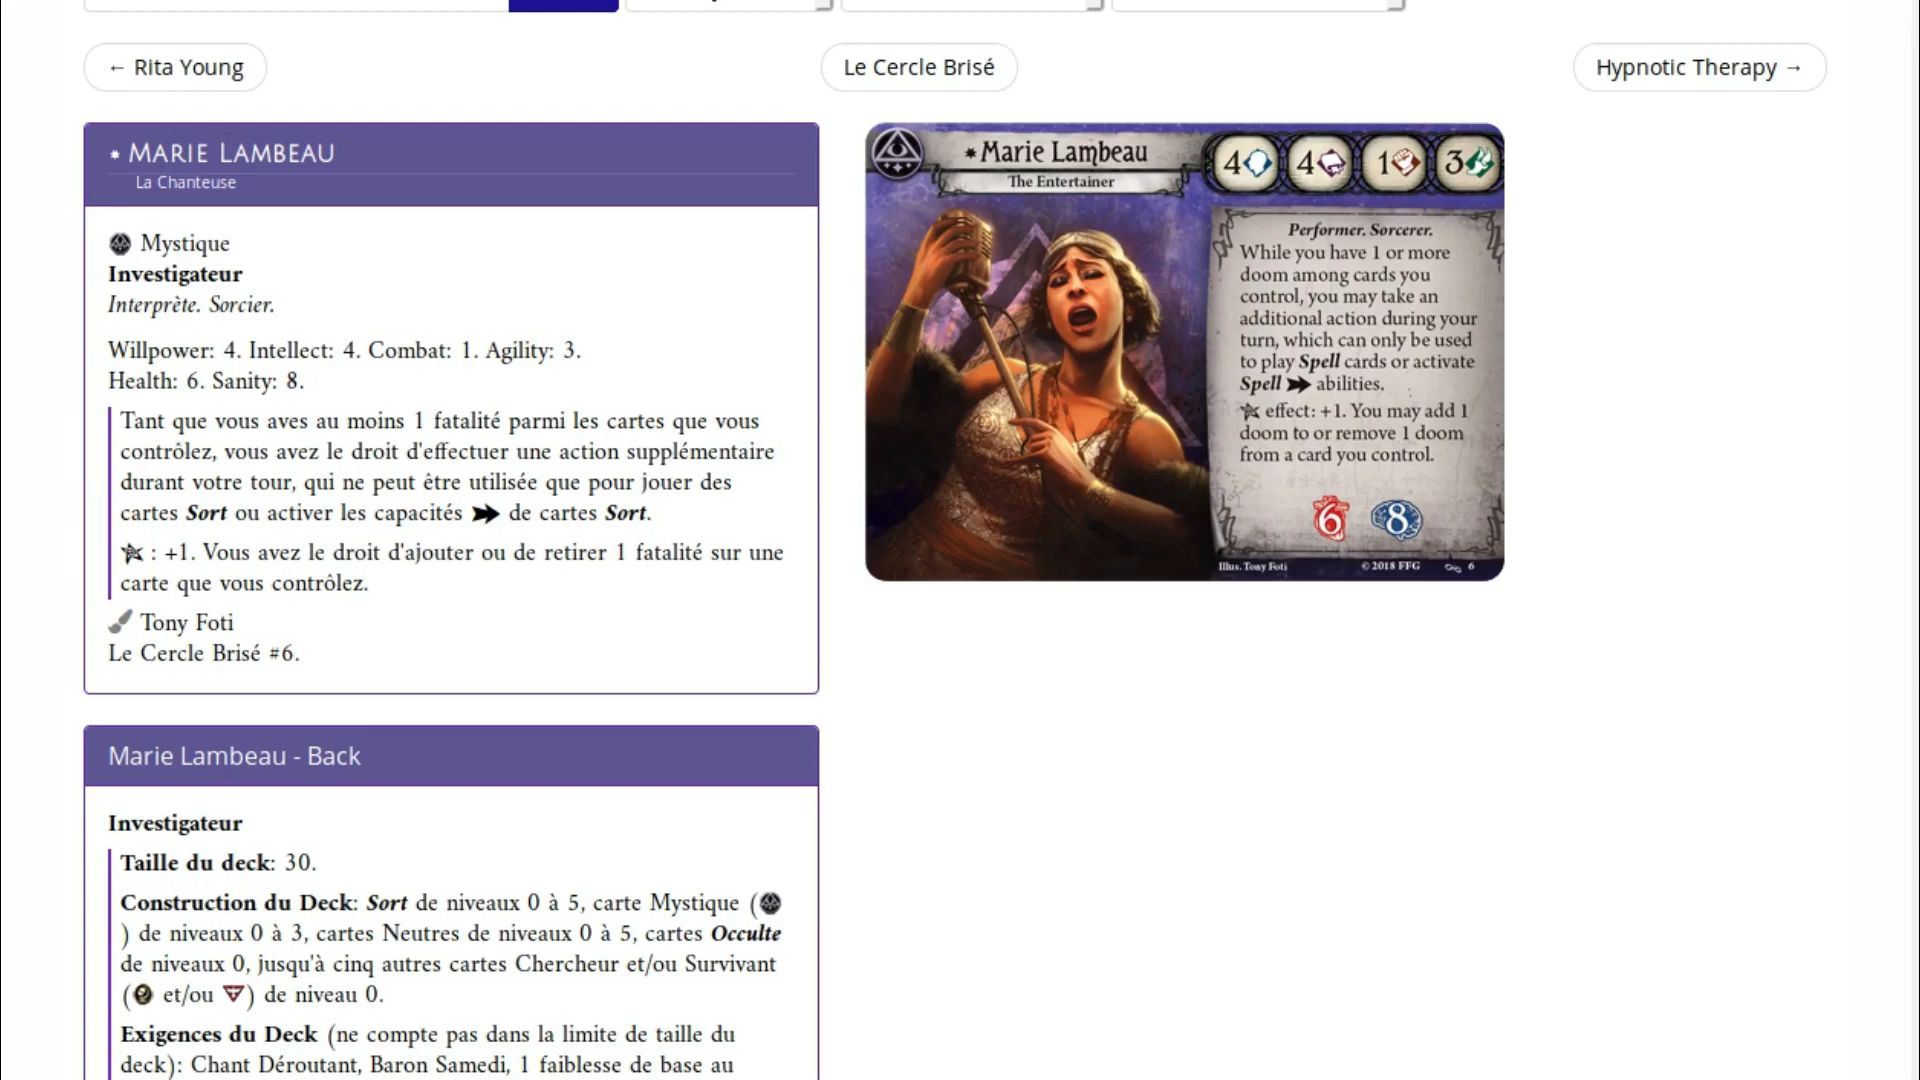 ← Rita Young
Le Cercle Brisé
Hypnotic Therapy →
MARIE LAMBEAU
La Chanteuse
Mystique
Investigateur
Interprète. Sorcier.
Willpower: 4. Intellect: 4. Combat: 1. Agility: 3.
Health: 6. Sanity: 8.
Tant que vous aves au moins 1 fatalité parmi les cartes que vous
contrôlez, vous avez le droit d'effectuer une action supplémentaire
durant votre tour, qui ne peut être utilisée que pour jouer des
cartes Sort ou activer les capacités de cartes Sort.
: +1. Vous avez le droit d'ajouter ou de retirer 1 fatalité sur une
carte que vous contrôlez.
Tony Foti
Le Cercle Brisé #6.
Marie Lambeau
The Entertainer
4 4 1 3
Performer. Sorcerer.
While you have 1 or more
doom among cards you
control, you may take an
additional action during your
turn, which can only be used
to play Spell cards or activate
Spell abilities.
effect: +1. You may add 1
doom to or remove 1 doom
from a card you control.
6 8
Illus. Tony Foti
© 2018 FFG
6
Marie Lambeau - Back
Investigateur
Taille du deck: 30.
Construction du Deck: Sort de niveaux 0 à 5, carte Mystique (
) de niveaux 0 à 3, cartes Neutres de niveaux 0 à 5, cartes Occulte
de niveaux 0, jusqu'à cinq autres cartes Chercheur et/ou Survivant
( et/ou ) de niveau 0.
Exigences du Deck (ne compte pas dans la limite de taille du
deck): Chant Déroutant, Baron Samedi, 1 faiblesse de base au